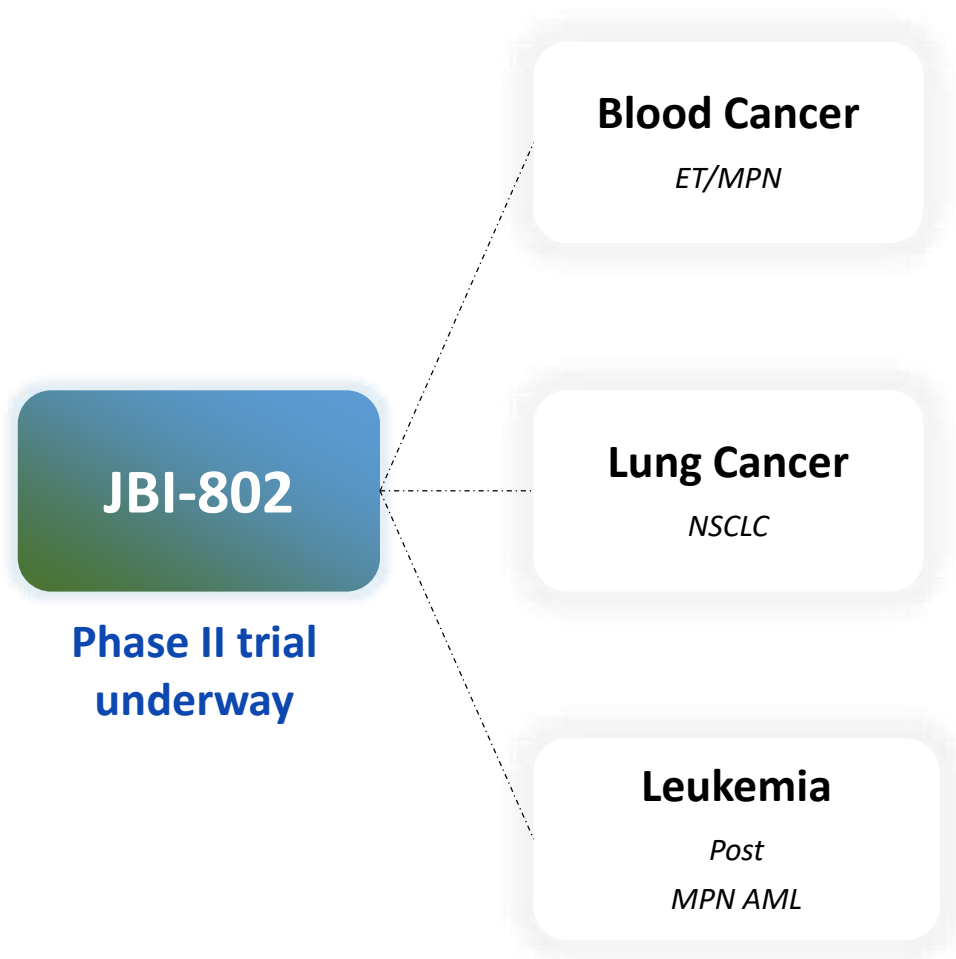 Blood Cancer
ET/MPN
JBI-802
Phase II trial
underway
Lung Cancer
NSCLC
Leukemia
Post
MPN AML